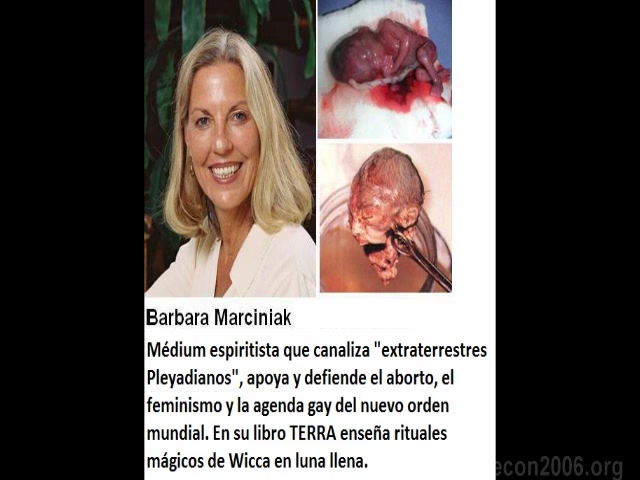 Barbara Marciniak
Médium espiritista que canaliza "extraterrestres
Pleyadianos", apoya y defiende el aborto, el
feminismo y la agenda gay del nuevo orden
mundial. En su libro TERRA enseña rituales
mágicos de Wicca en luna llena.
econ2006.org